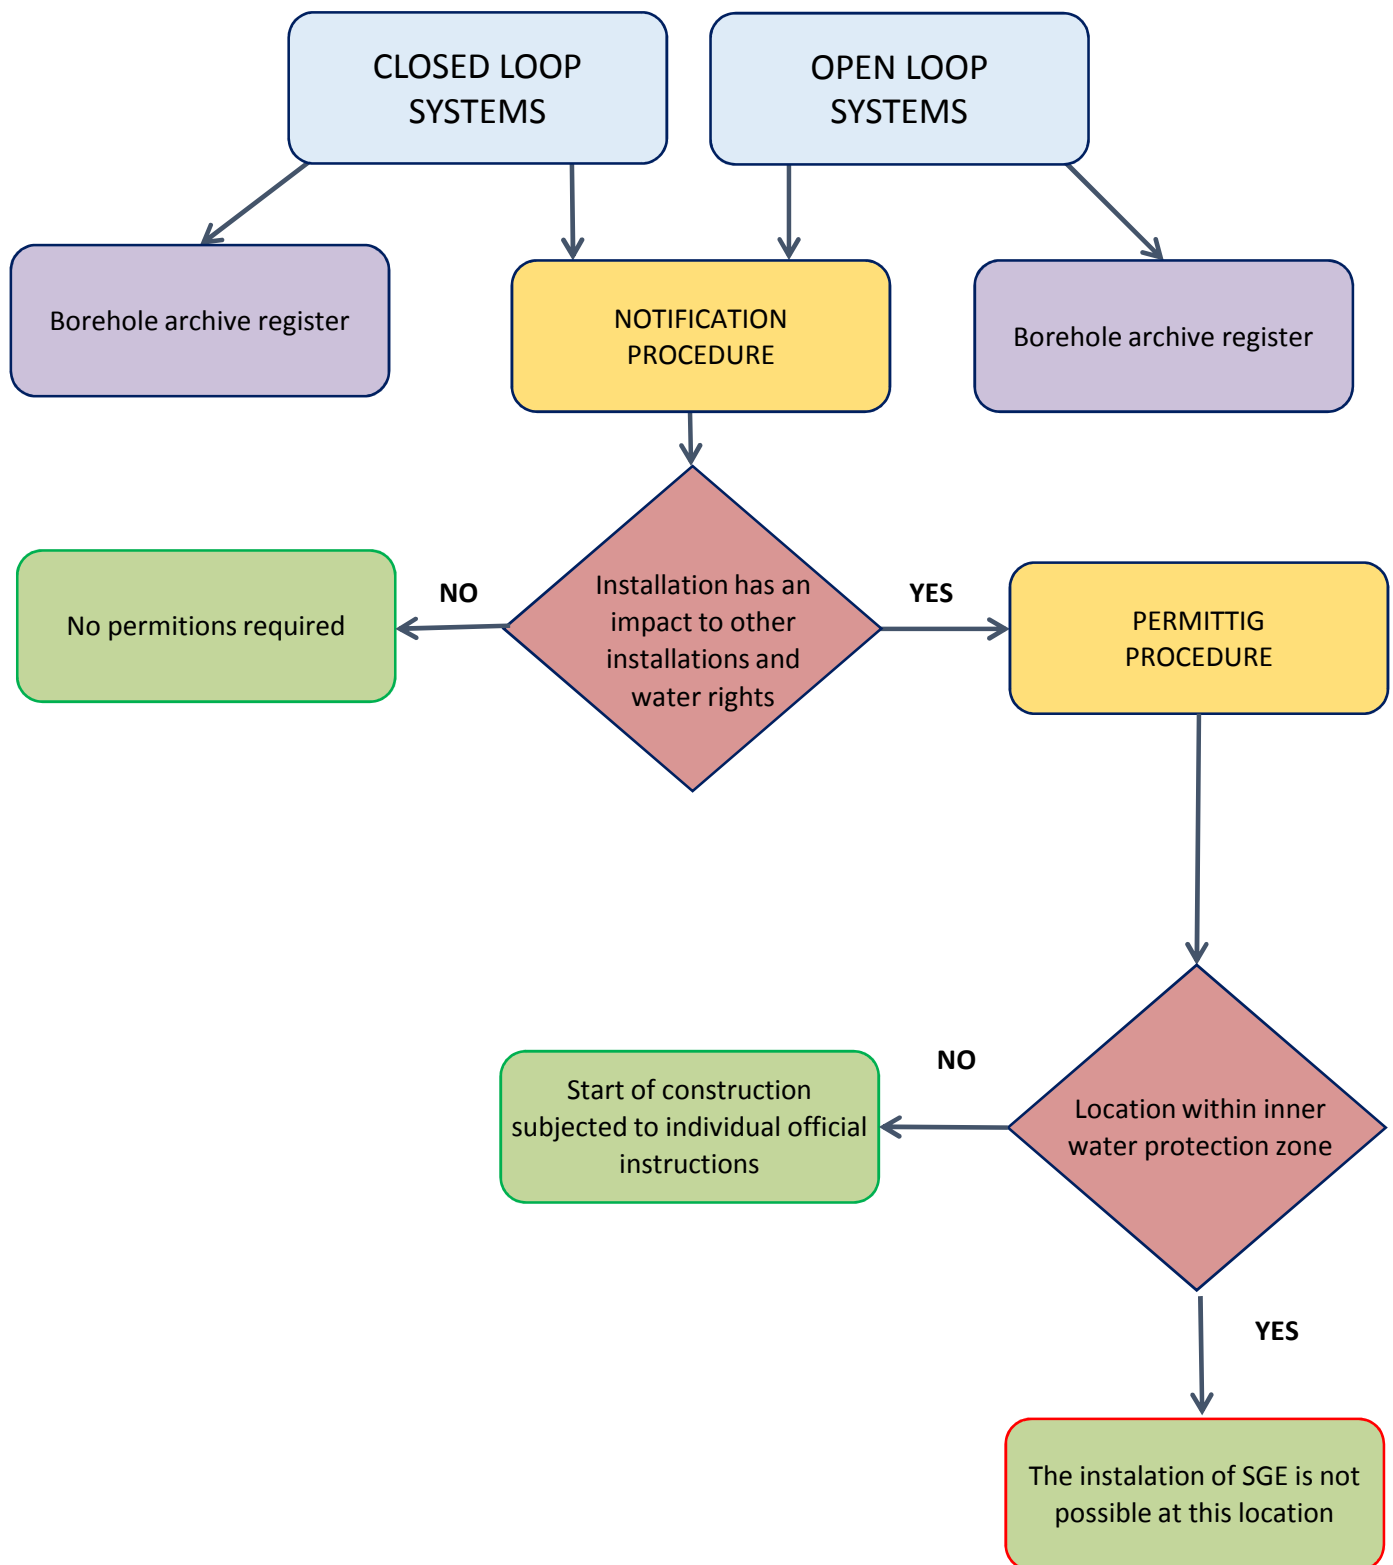 CLOSED LOOP
SYSTEMS
OPEN LOOP
SYSTEMS
Borehole archive register
NOTIFICATION
PROCEDURE
Borehole archive register
No permitions required
NO
Installation has an
impact to other
installations and
water rights
YES
PERMITTIG
PROCEDURE
Start of construction
subjected to individual official
instructions
NO
Location within inner
water protection zone
YES
The instalation of SGE is not
possible at this location